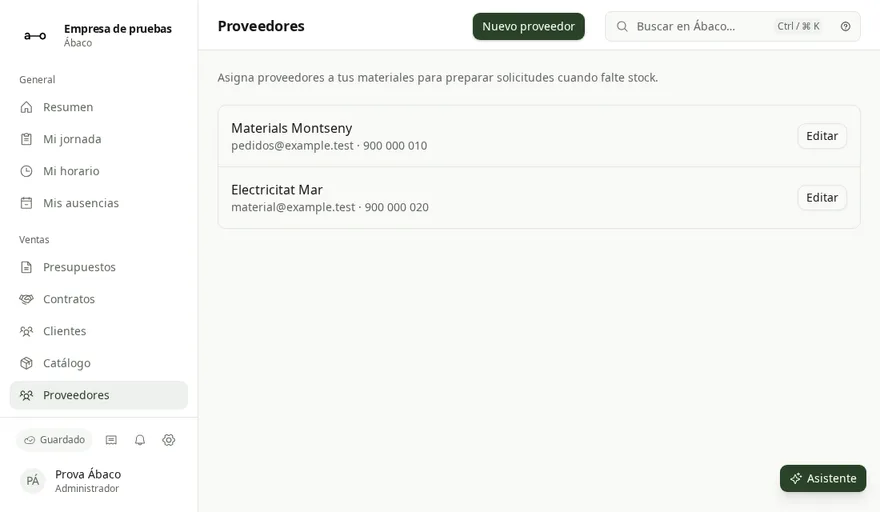 Empresa de pruebas
Ábaco
General
Resumen
Mi jornada
Mi horario
Mis ausencias
Ventas
Presupuestos
Contratos
Clientes
Catálogo
Proveedores
Guardado
PÁ
Prova Ábaco
Administrador
Proveedores
Nuevo proveedor
Buscar en Ábaco...
Ctrl / ⌘ K
Asigna proveedores a tus materiales para preparar solicitudes cuando falte stock.
Materials Montseny
pedidos@example.test · 900 000 010
Editar
Electricitat Mar
material@example.test · 900 000 020
Editar
Asistente